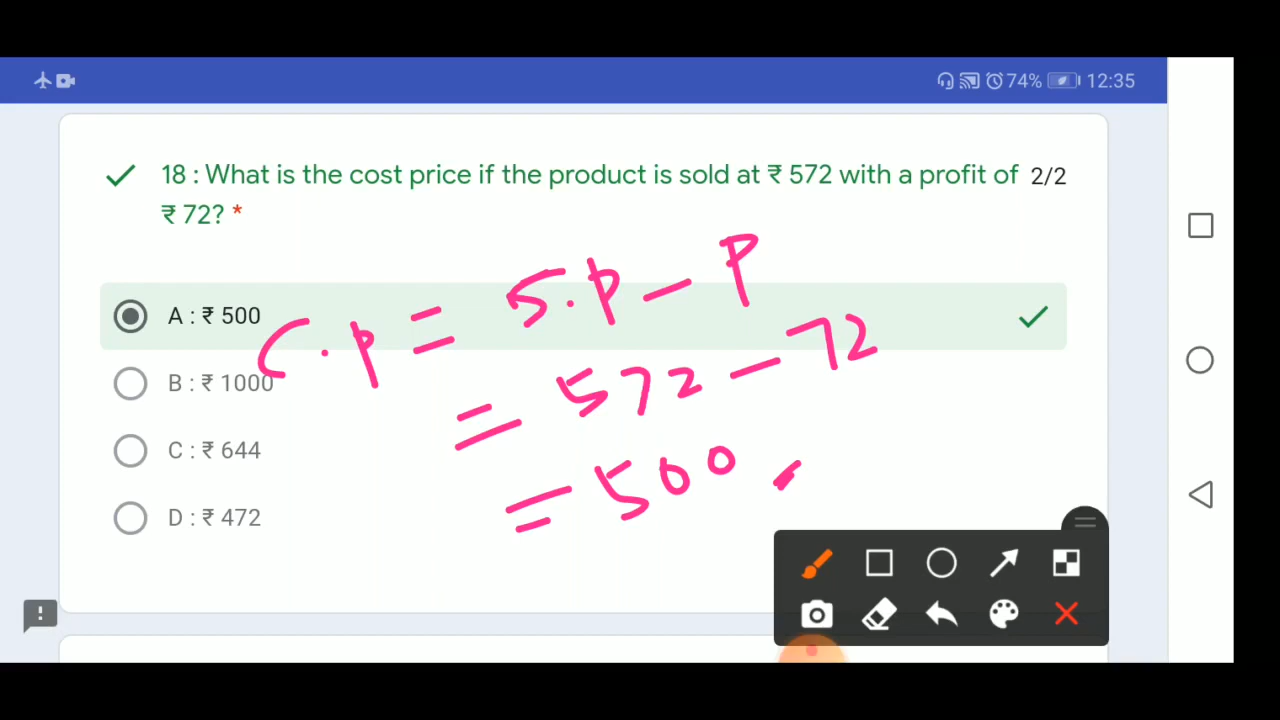 74% 12:35
18 : What is the cost price if the product is sold at ₹ 572 with a profit of 2/2
₹ 72? *
A : ₹ 500
B : ₹ 1000
C : ₹ 644
D : ₹ 472
C.P = S.P - P
= 572 - 72
= 500.